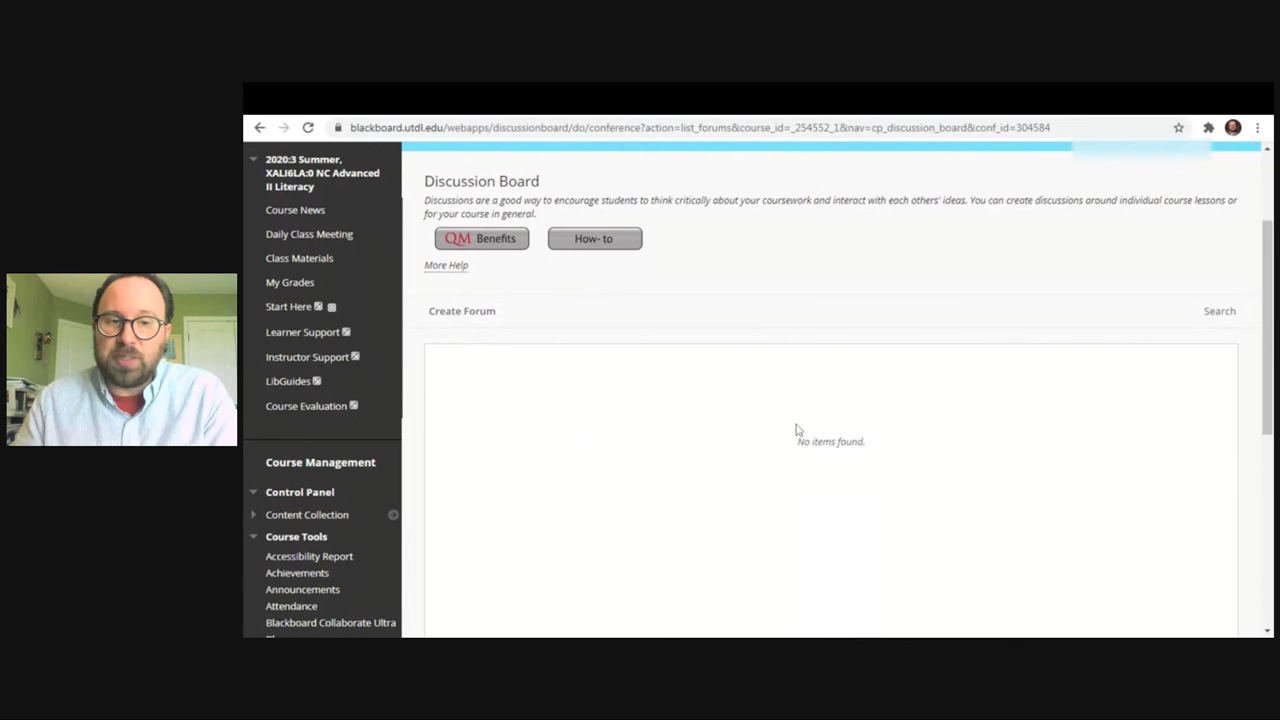 blackboard.utdl.edu/webapps/discussionboard/do/conference?action=list_forums&course_id=_254552_1&nav=cp_discussion_board&conf_id=304584
2020:3 Summer,
XALI6LA:0 NC Advanced
II Literacy
Course News
Daily Class Meeting
Class Materials
My Grades
Start Here
Learner Support
Instructor Support
LibGuides
Course Evaluation
Course Management
Control Panel
Content Collection
Course Tools
Accessibility Report
Achievements
Announcements
Attendance
Blackboard Collaborate Ultra
Discussion Board
Discussions are a good way to encourage students to think critically about your coursework and interact with each others' ideas. You can create discussions around individual course lessons or
for your course in general.
QM Benefits
How- to
More Help
Create Forum
Search
No items found.